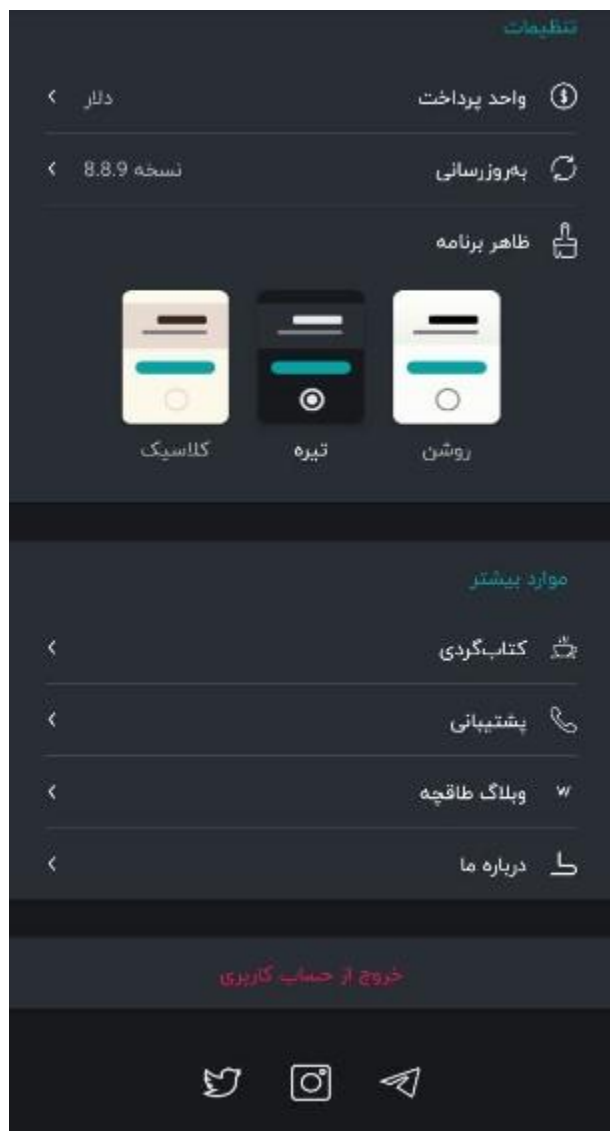 تنظیمات
واحد پرداخت دلار
به‌روزرسانی نسخه 8.8.9
ظاهر برنامه
روشن تیره کلاسیک
موارد بیشتر
کتاب‌گردی
پشتیبانی
وبلاگ طاقچه
درباره ما
خروج از حساب کاربری